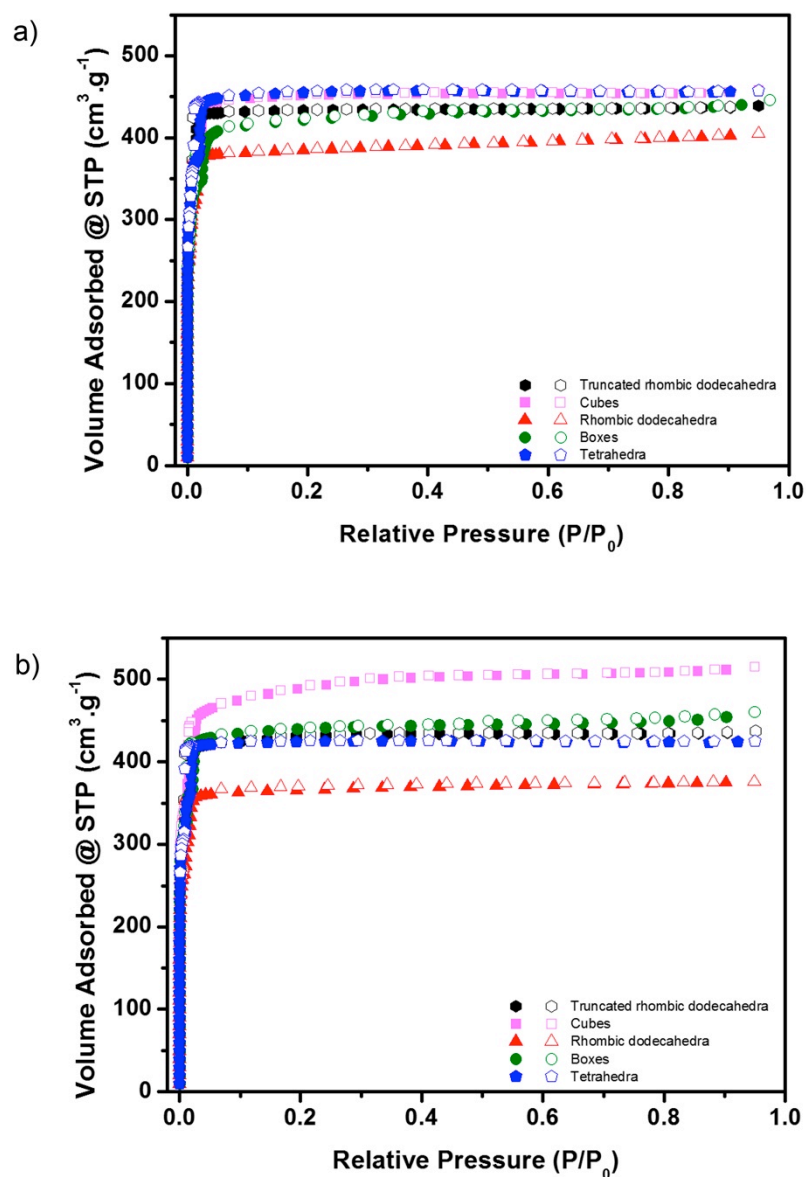 a)
Volume Adsorbed @ STP (cm³.g⁻¹)
500
400
300
200
100
0
Truncated rhombic dodecahedra
Cubes
Rhombic dodecahedra
Boxes
Tetrahedra
0.0 0.2 0.4 0.6 0.8 1.0
Relative Pressure (P/P₀)
b)
Volume Adsorbed @ STP (cm³.g⁻¹)
500
400
300
200
100
0
Truncated rhombic dodecahedra
Cubes
Rhombic dodecahedra
Boxes
Tetrahedra
0.0 0.2 0.4 0.6 0.8 1.0
Relative Pressure (P/P₀)